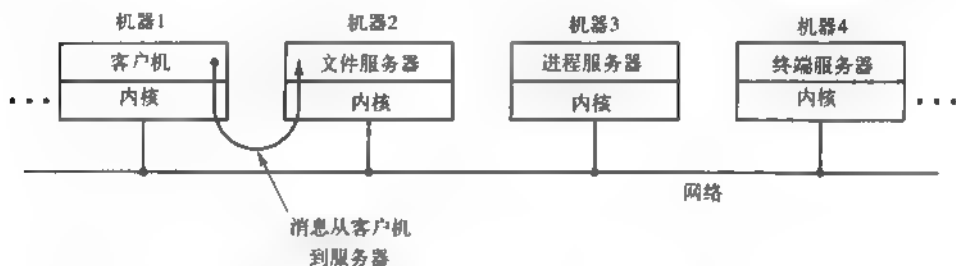 机器1
机器2
机器3
机器4
客户机
文件服务器
进程服务器
终端服务器
内核
内核
内核
内核
网络
消息从客户机
到服务器